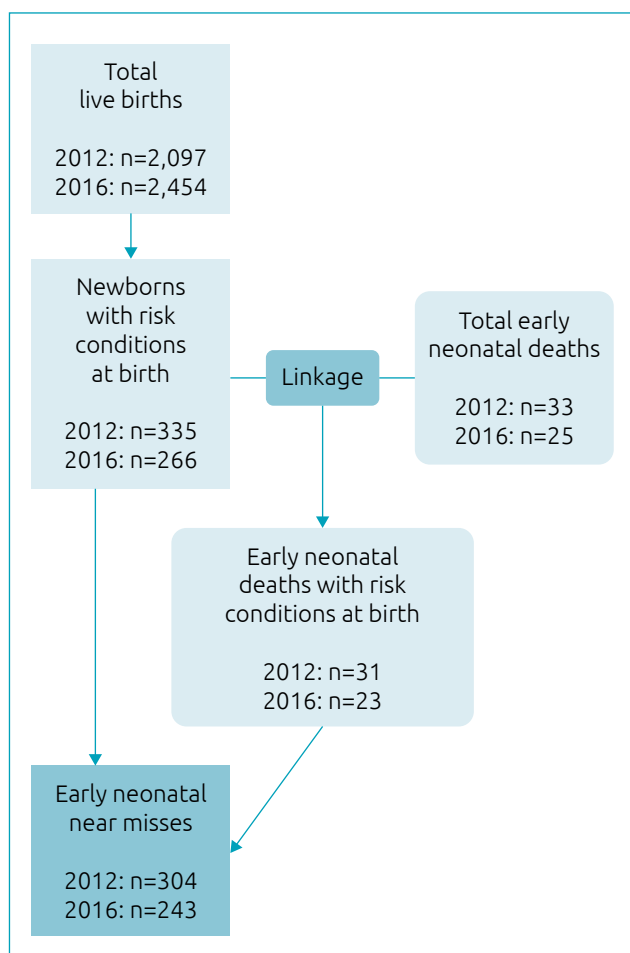 Total
live births
2012: n=2,097
2016: n=2,454
Newborns
with risk
conditions
at birth
2012: n=335
2016: n=266
Linkage
Total early
neonatal deaths
2012: n=33
2016: n=25
Early neonatal
deaths with risk
conditions at birth
2012: n=31
2016: n=23
Early neonatal
near misses
2012: n=304
2016: n=243